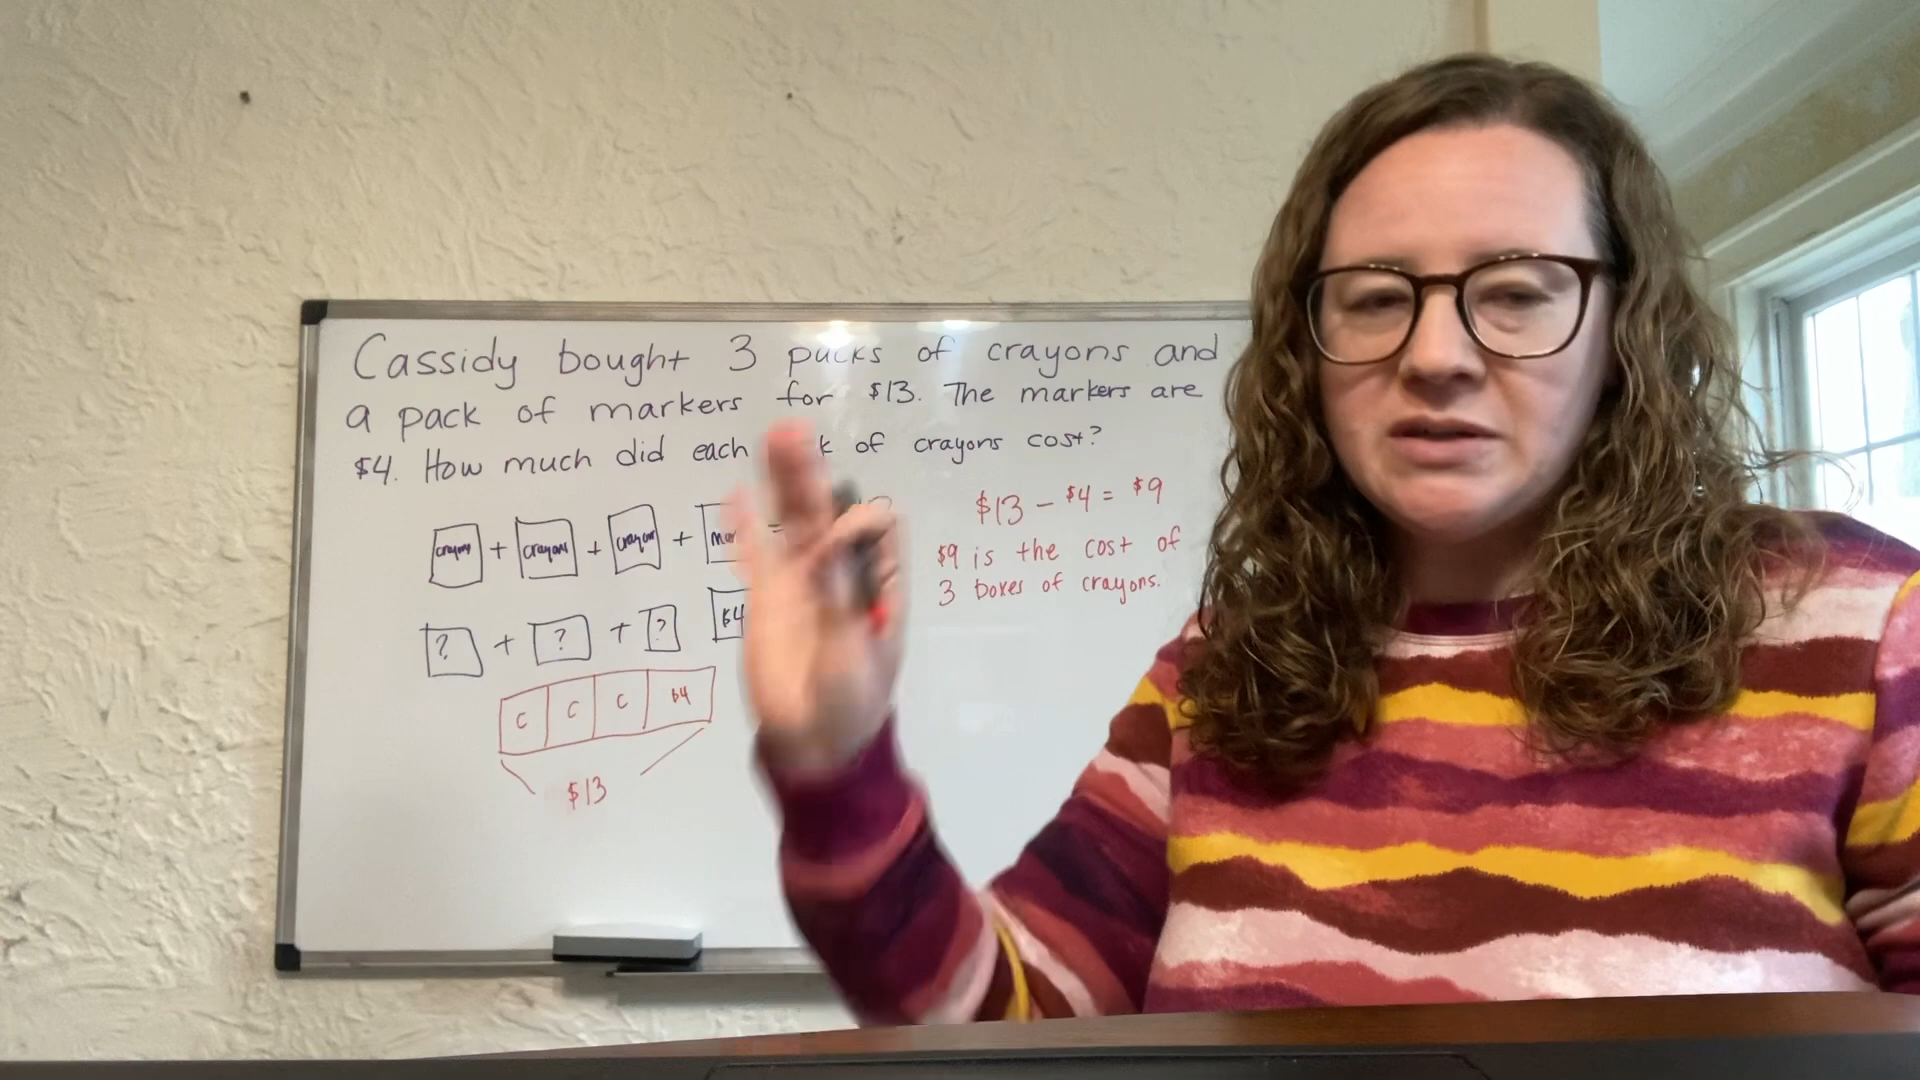 Cassidy bought 3 packs of crayons and
a pack of markers for $13. The markers are
$4. How much did each k of crayons cost?
crayons + crayons + crayons + mar =
? + ? + ? $4
C C C $4
$13
$13 - $4 = $9
$9 is the cost of
3 boxes of crayons.